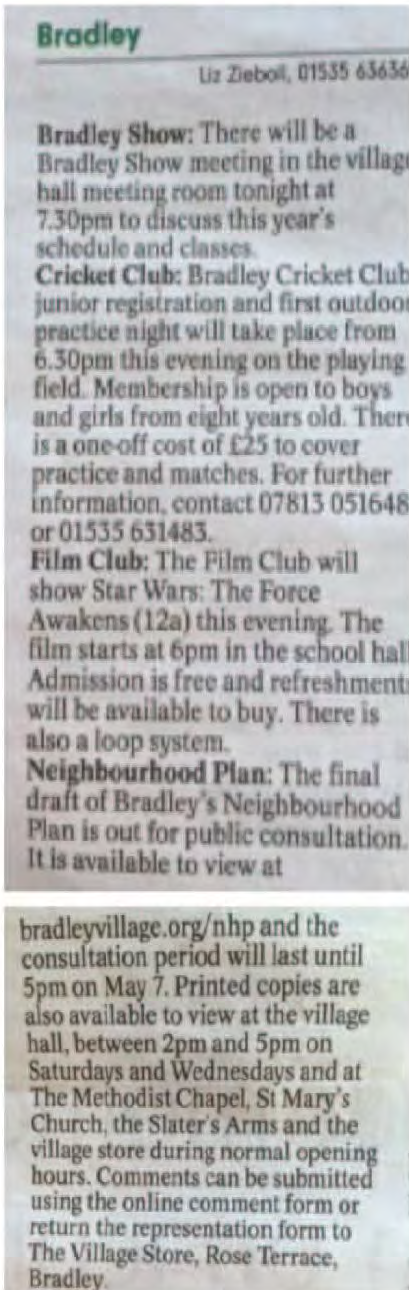 Bradley
Liz Zieboll, 01535 63636
Bradley Show: There will be a
Bradley Show meeting in the village
hall meeting room tonight at
7.30pm to discuss this year's
schedule and classes.
Cricket Club: Bradley Cricket Club
junior registration and first outdoor
practice night will take place from
6.30pm this evening on the playing
field. Membership is open to boys
and girls from eight years old. There
is a one-off cost of £25 to cover
practice and matches. For further
information, contact 07813 051648
or 01535 631483.
Film Club: The Film Club will
show Star Wars: The Force
Awakens (12a) this evening. The
film starts at 6pm in the school hall.
Admission is free and refreshments
will be available to buy. There is
also a loop system.
Neighbourhood Plan: The final
draft of Bradley's Neighbourhood
Plan is out for public consultation.
It is available to view at
bradleyvillage.org/nhp and the
consultation period will last until
5pm on May 7. Printed copies are
also available to view at the village
hall, between 2pm and 5pm on
Saturdays and Wednesdays and at
The Methodist Chapel, St Mary's
Church, the Slater's Arms and the
village store during normal opening
hours. Comments can be submitted
using the online comment form or
return the representation form to
The Village Store, Rose Terrace,
Bradley.